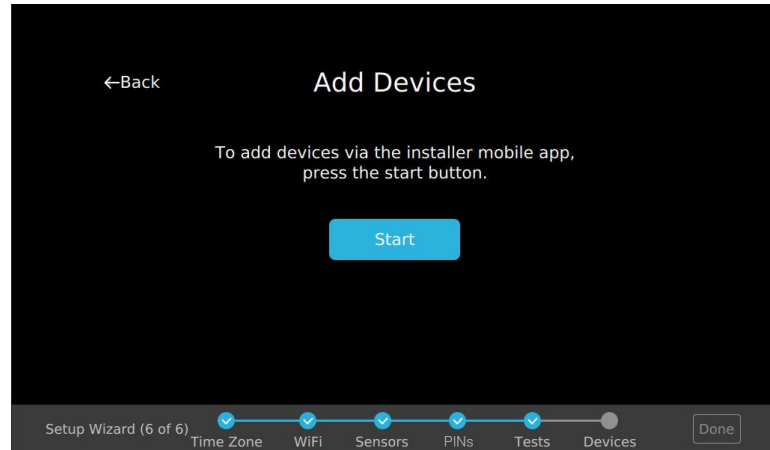 ←Back
Add Devices
To add devices via the installer mobile app,
press the start button.
Start
Setup Wizard (6 of 6)
Time Zone
WiFi
Sensors
PINs
Tests
Devices
Done